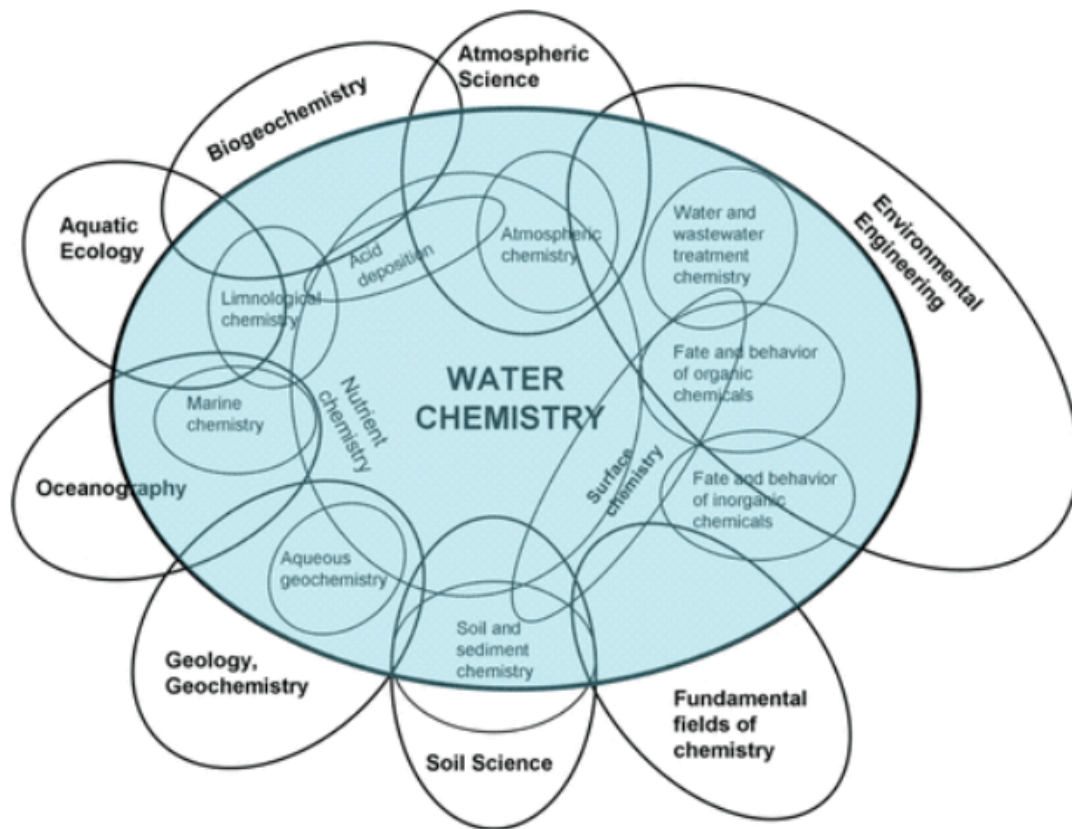 Atmospheric
Science
Biogeochemistry
Aquatic
Ecology
Environmental
Engineering
Acid
deposition
Atmospheric
chemistry
Water and
wastewater
treatment
chemistry
Limnological
chemistry
Fate and behavior
of organic
chemicals
WATER
CHEMISTRY
Marine
chemistry
Nutrient
chemistry
Surface
chemistry
Fate and behavior
of inorganic
chemicals
Oceanography
Aqueous
geochemistry
Soil and
sediment
chemistry
Geology,
Geochemistry
Fundamental
fields of
chemistry
Soil Science